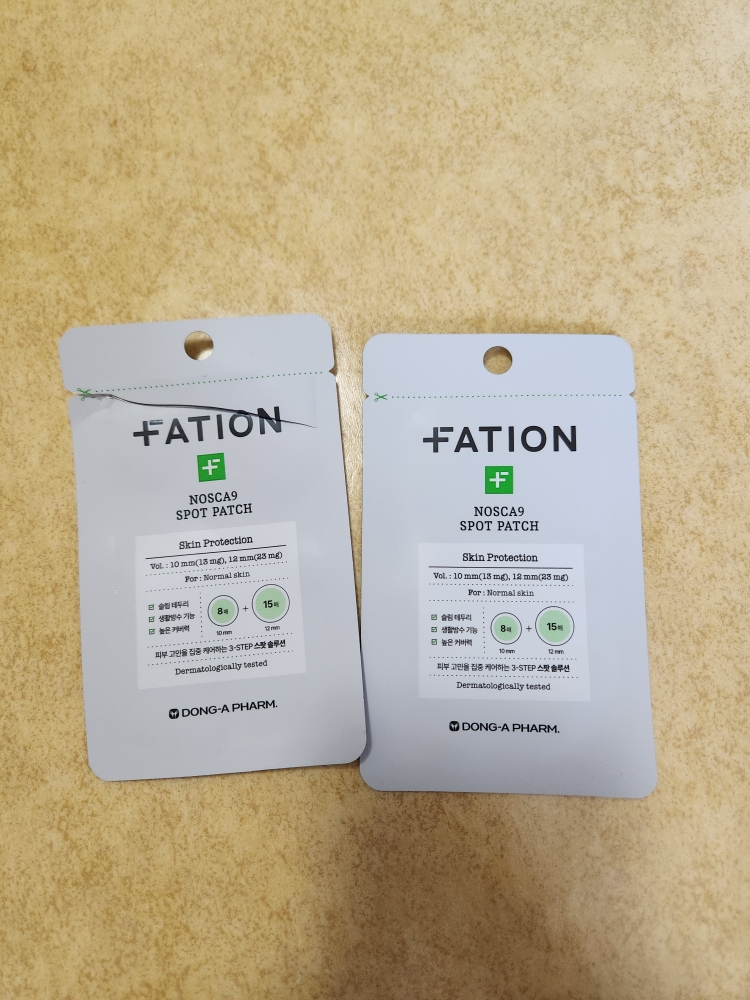 FATION
NOSCA9
SPOT PATCH
Skin Protection
Vol. : 10 mm(13 mg), 12 mm(23 mg)
For : Normal skin
슬림 테두리
생활방수 기능
높은 커버력
8매 + 15매
10 mm 12 mm
피부 고민을 집중 케어하는 3-STEP 스팟 솔루션
Dermatologically tested
DONG-A PHARM.
FATION
NOSCA9
SPOT PATCH
Skin Protection
Vol. : 10 mm(13 mg), 12 mm(23 mg)
For : Normal skin
슬림 테두리
생활방수 기능
높은 커버력
8매 + 15매
10 mm 12 mm
피부 고민을 집중 케어하는 3-STEP 스팟 솔루션
Dermatologically tested
DONG-A PHARM.